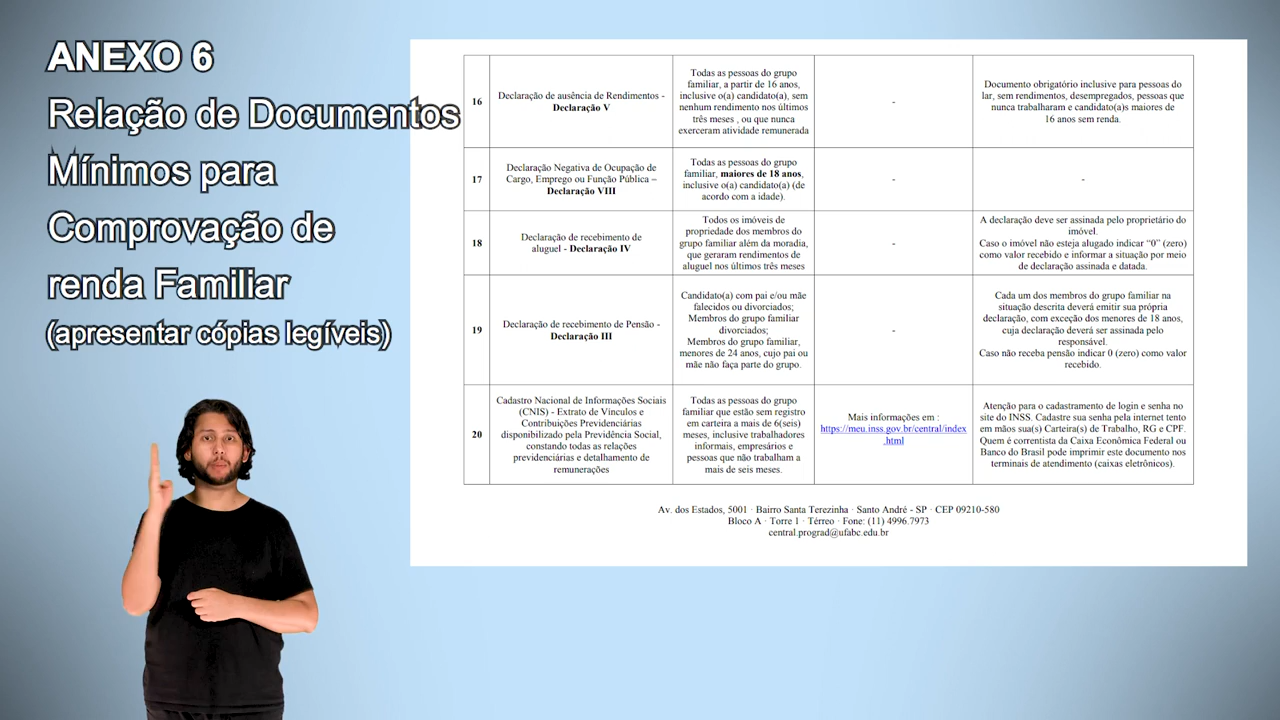 ANEXO 6
Relação de Documentos
Mínimos para
Comprovação de
renda Familiar
(apresentar cópias legíveis)
16
Declaração de ausência de Rendimentos -
Declaração V
Todas as pessoas do grupo
familiar, a partir de 16 anos,
inclusive o(a) candidato(a), sem
nenhum rendimento nos últimos
três meses , ou que nunca
exerceram atividade remunerada
-
Documento obrigatório inclusive para pessoas do
lar, sem rendimentos, desempregados, pessoas que
nunca trabalharam e candidato(a)s maiores de
16 anos sem renda.
17
Declaração Negativa de Ocupação de
Cargo, Emprego ou Função Pública –
Declaração VIII
Todas as pessoas do grupo
familiar, maiores de 18 anos,
inclusive o(a) candidato(a) (de
acordo com a idade).
-
-
18
Declaração de recebimento de
aluguel - Declaração IV
Todos os imóveis de
propriedade dos membros do
grupo familiar além da moradia,
que geraram rendimentos de
aluguel nos últimos três meses
-
A declaração deve ser assinada pelo proprietário do
imóvel.
Caso o imóvel não esteja alugado indicar “0” (zero)
como valor recebido e informar a situação por meio
de declaração assinada e datada.
19
Declaração de recebimento de Pensão -
Declaração III
Candidato(a) com pai e/ou mãe
falecidos ou divorciados;
Membros do grupo familiar
divorciados;
Membros do grupo familiar,
menores de 24 anos, cujo pai ou
mãe não faça parte do grupo.
-
Cada um dos membros do grupo familiar na
situação descrita deverá emitir sua própria
declaração, com exceção dos menores de 18 anos,
cuja declaração deverá ser assinada pelo
responsável.
Caso não receba pensão indicar 0 (zero) como valor
recebido.
20
Cadastro Nacional de Informações Sociais
(CNIS) - Extrato de Vínculos e
Contribuições Previdenciárias
disponibilizado pela Previdência Social,
constando todas as relações
previdenciárias e detalhamento de
remunerações
Todas as pessoas do grupo
familiar que estão sem registro
em carteira a mais de 6(seis)
meses, inclusive trabalhadores
informais, empresários e
pessoas que não trabalham a
mais de seis meses.
Mais informações em :
https://meu.inss.gov.br/central/index
.html
Atenção para o cadastramento de login e senha no
site do INSS. Cadastre sua senha pela internet tento
em mãos sua(s) Carteira(s) de Trabalho, RG e CPF.
Quem é correntista da Caixa Econômica Federal ou
Banco do Brasil pode imprimir este documento nos
terminais de atendimento (caixas eletrônicos).
Av. dos Estados, 5001 · Bairro Santa Terezinha · Santo André - SP · CEP 09210-580
Bloco A · Torre 1 · Térreo · Fone: (11) 4996.7973
central.prograd@ufabc.edu.br